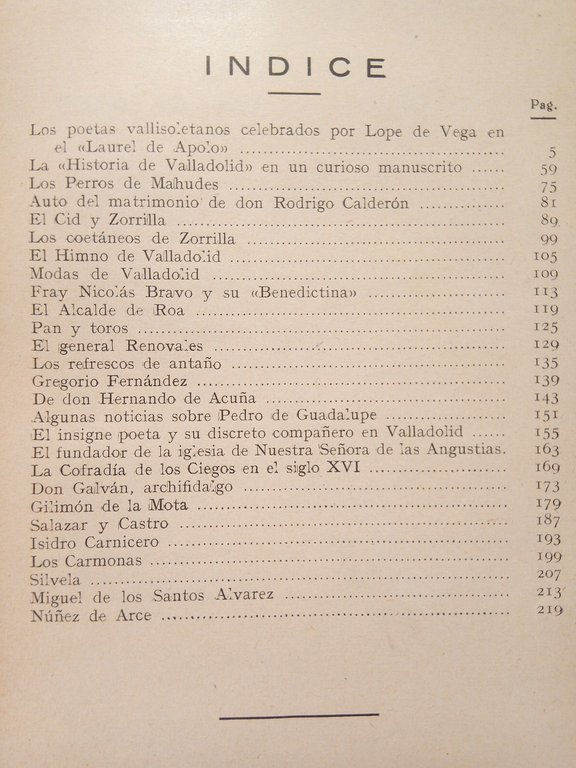 INDICE
Pag.
Los poetas vallisoletanos celebrados por Lope de Vega en
el «Laurel de Apolo» ........ 5
La «Historia de Valladolid» en un curioso manuscrito ...... 59
Los Perros de Mahudes ........ 75
Auto del matrimonio de don Rodrigo Calderón ........ 81
El Cid y Zorrilla ........ 89
Los coetáneos de Zorrilla ........ 99
El Himno de Valladolid ........ 105
Modas de Valladolid ........ 109
Fray Nicolás Bravo y su «Benedictina» ........ 113
El Alcalde de Roa ........ 119
Pan y toros ........ 125
El general Renovales ........ 129
Los refrescos de antaño ........ 135
Gregorio Fernández ........ 139
De don Hernando de Acuña ........ 143
Algunas noticias sobre Pedro de Guadalupe ........ 151
El insigne poeta y su discreto compañero en Valladolid ...... 155
El fundador de la iglesia de Nuestra Señora de las Angustias. 163
La Cofradía de los Ciegos en el siglo XVI ........ 169
Don Galván, archifidalgo ........ 173
Gilimón de la Mota ........ 179
Salazar y Castro ........ 187
Isidro Carnicero ........ 193
Los Carmonas ........ 199
Silvela ........ 207
Miguel de los Santos Alvarez ........ 213
Núñez de Arce ........ 219